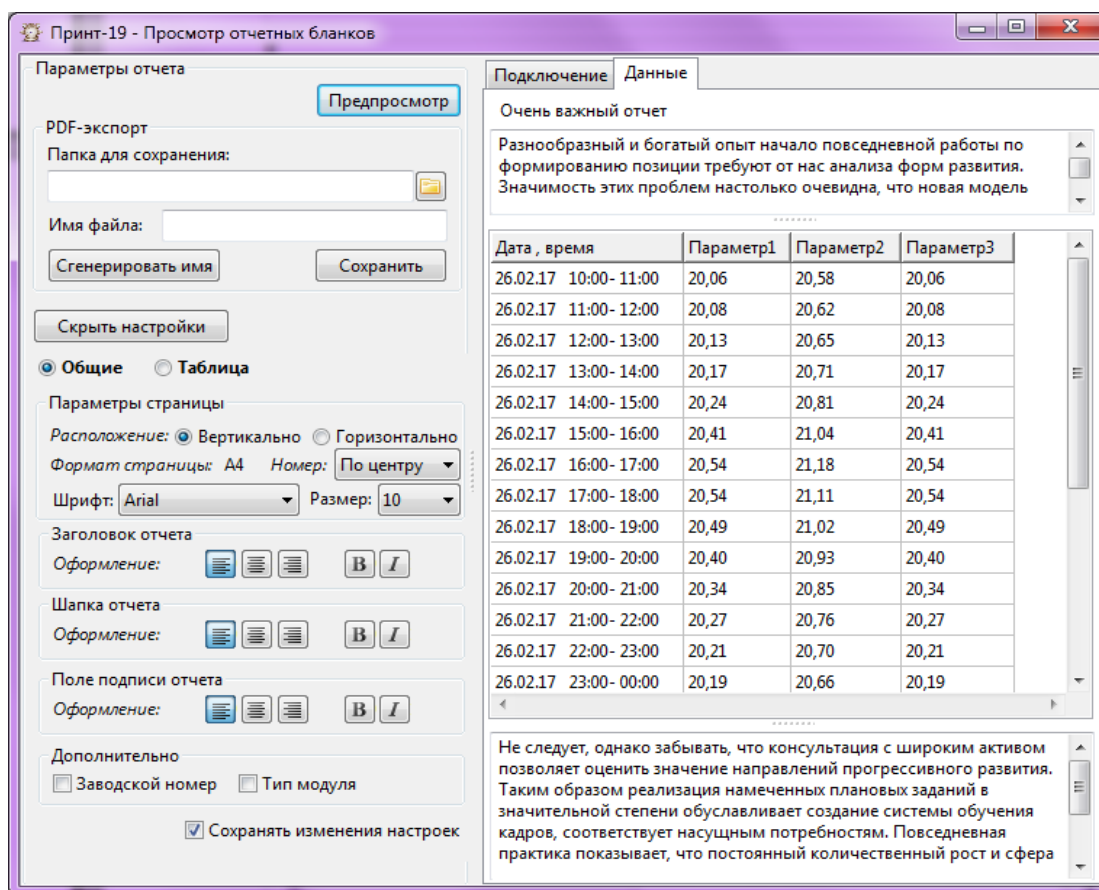 Принт-19 - Просмотр отчетных бланков
Параметры отчета
Предпросмотр
PDF-экспорт
Папка для сохранения:
Имя файла:
Сгенерировать имя Сохранить
Скрыть настройки
Общие Таблица
Параметры страницы
Расположение: Вертикально Горизонтально
Формат страницы: А4 Номер: По центру
Шрифт: Arial Размер: 10
Заголовок отчета
Оформление: B I
Шапка отчета
Оформление: B I
Поле подписи отчета
Оформление: B I
Дополнительно
Заводской номер Тип модуля
Сохранять изменения настроек
Подключение Данные
Очень важный отчет
Разнообразный и богатый опыт начало повседневной работы по
формированию позиции требуют от нас анализа форм развития.
Значимость этих проблем настолько очевидна, что новая модель
Дата , время Параметр1 Параметр2 Параметр3
26.02.17 10:00- 11:00 20,06 20,58 20,06
26.02.17 11:00- 12:00 20,08 20,62 20,08
26.02.17 12:00- 13:00 20,13 20,65 20,13
26.02.17 13:00- 14:00 20,17 20,71 20,17
26.02.17 14:00- 15:00 20,24 20,81 20,24
26.02.17 15:00- 16:00 20,41 21,04 20,41
26.02.17 16:00- 17:00 20,54 21,18 20,54
26.02.17 17:00- 18:00 20,54 21,11 20,54
26.02.17 18:00- 19:00 20,49 21,02 20,49
26.02.17 19:00- 20:00 20,40 20,93 20,40
26.02.17 20:00- 21:00 20,34 20,85 20,34
26.02.17 21:00- 22:00 20,27 20,76 20,27
26.02.17 22:00- 23:00 20,21 20,70 20,21
26.02.17 23:00- 00:00 20,19 20,66 20,19
Не следует, однако забывать, что консультация с широким активом
позволяет оценить значение направлений прогрессивного развития.
Таким образом реализация намеченных плановых заданий в
значительной степени обуславливает создание системы обучения
кадров, соответствует насущным потребностям. Повседневная
практика показывает, что постоянный количественный рост и сфера